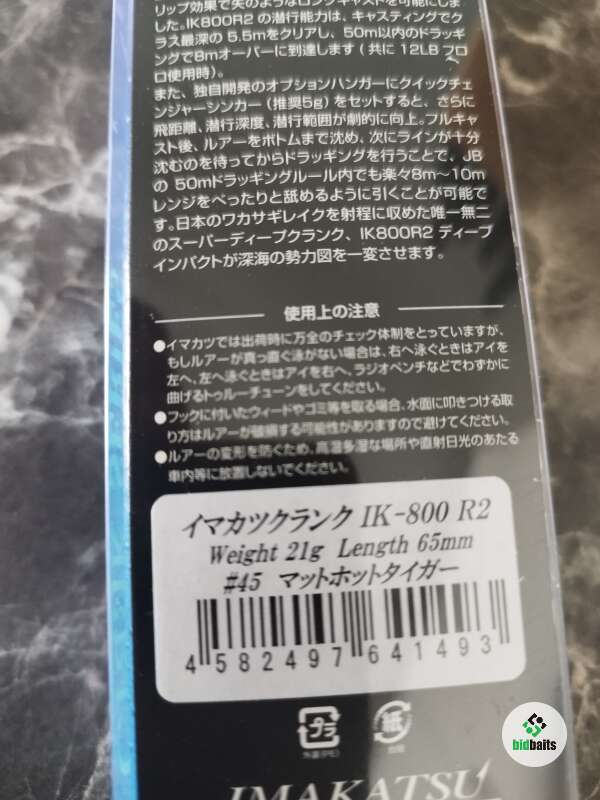 リップ効果で矢のようなロングキャストを可能にしま
した。IK800R2 の潜行能力は、キャスティングでク
ラス最深の 5.5mをクリアし、50m以内のドラッギ
ングで8mオーバーに到達します（共に 12LB フロ
ロ使用時）。
また、独自開発のオプションハンガーにクイックチェ
ンジャーシンカー（推奨5g）をセットすると、さらに
飛距離、潜行深度、潜行範囲が劇的に向上。フルキャ
スト後、ルアーをボトムまで沈め、次にラインが十分
沈むのを待ってからドラッギングを行うことで、JB
の 50mドラッギングルール内でも楽々8m～10m
レンジをべったりと舐めるように引くことが可能で
す。日本のワカサギレイクを射程に収めた唯一無二
のスーパーディープクランク、IK800R2 ディープ
インパクトが深海の勢力図を一変させます。
使用上の注意
●イマカツでは出荷時に万全のチェック体制をとっていますが、
もしルアーが真っ直ぐ泳がない場合は、右へ泳ぐときはアイを
左へ、左へ泳ぐときはアイを右へ、ラジオペンチなどでわずかに
曲げるトゥルーチューンをしてください。
●フックに付いたウィードやゴミ等を取る場合、水面に叩きつける取
り方はルアーが破損する可能性がありますので避けてください。
●ルアーの変形を防ぐため、高温多湿な場所や直射日光のあたる
車内等に放置しないでください。
イマカツクランク IK-800 R2
Weight 21g Length 65mm
#45 マットホットタイガー
4 582497 641493
プラ 紙
外装(PE) 台紙
IMAKATSU
bidbaits